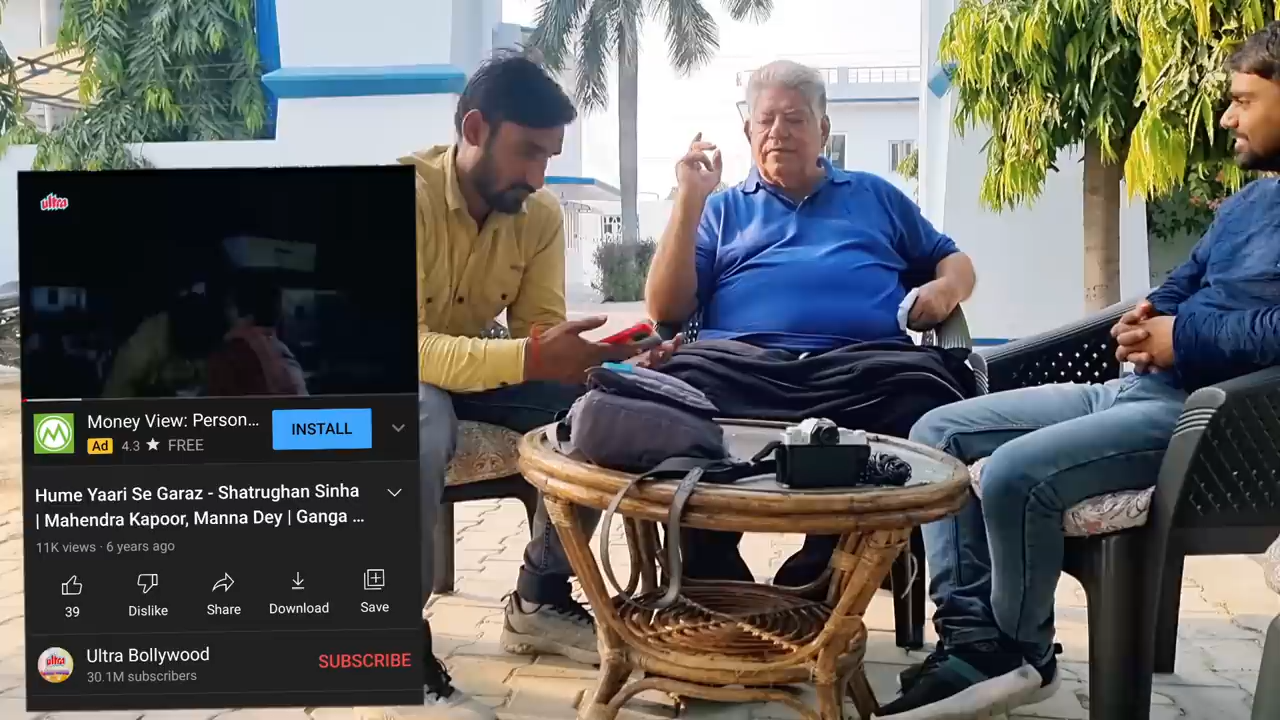 ultra
Money View: Person...
INSTALL
Ad 4.3 ★ FREE
Hume Yaari Se Garaz - Shatrughan Sinha
| Mahendra Kapoor, Manna Dey | Ganga ...
11K views · 6 years ago
39
Dislike
Share
Download
Save
Ultra Bollywood
SUBSCRIBE
30.1M subscribers